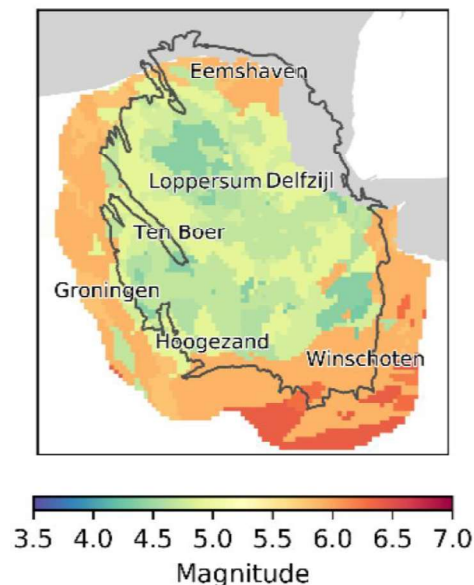 Eemshaven
Loppersum Delfzijl
Ten Boer
Groningen
Hoogezand
Winschoten
3.5 4.0 4.5 5.0 5.5 6.0 6.5 7.0
Magnitude